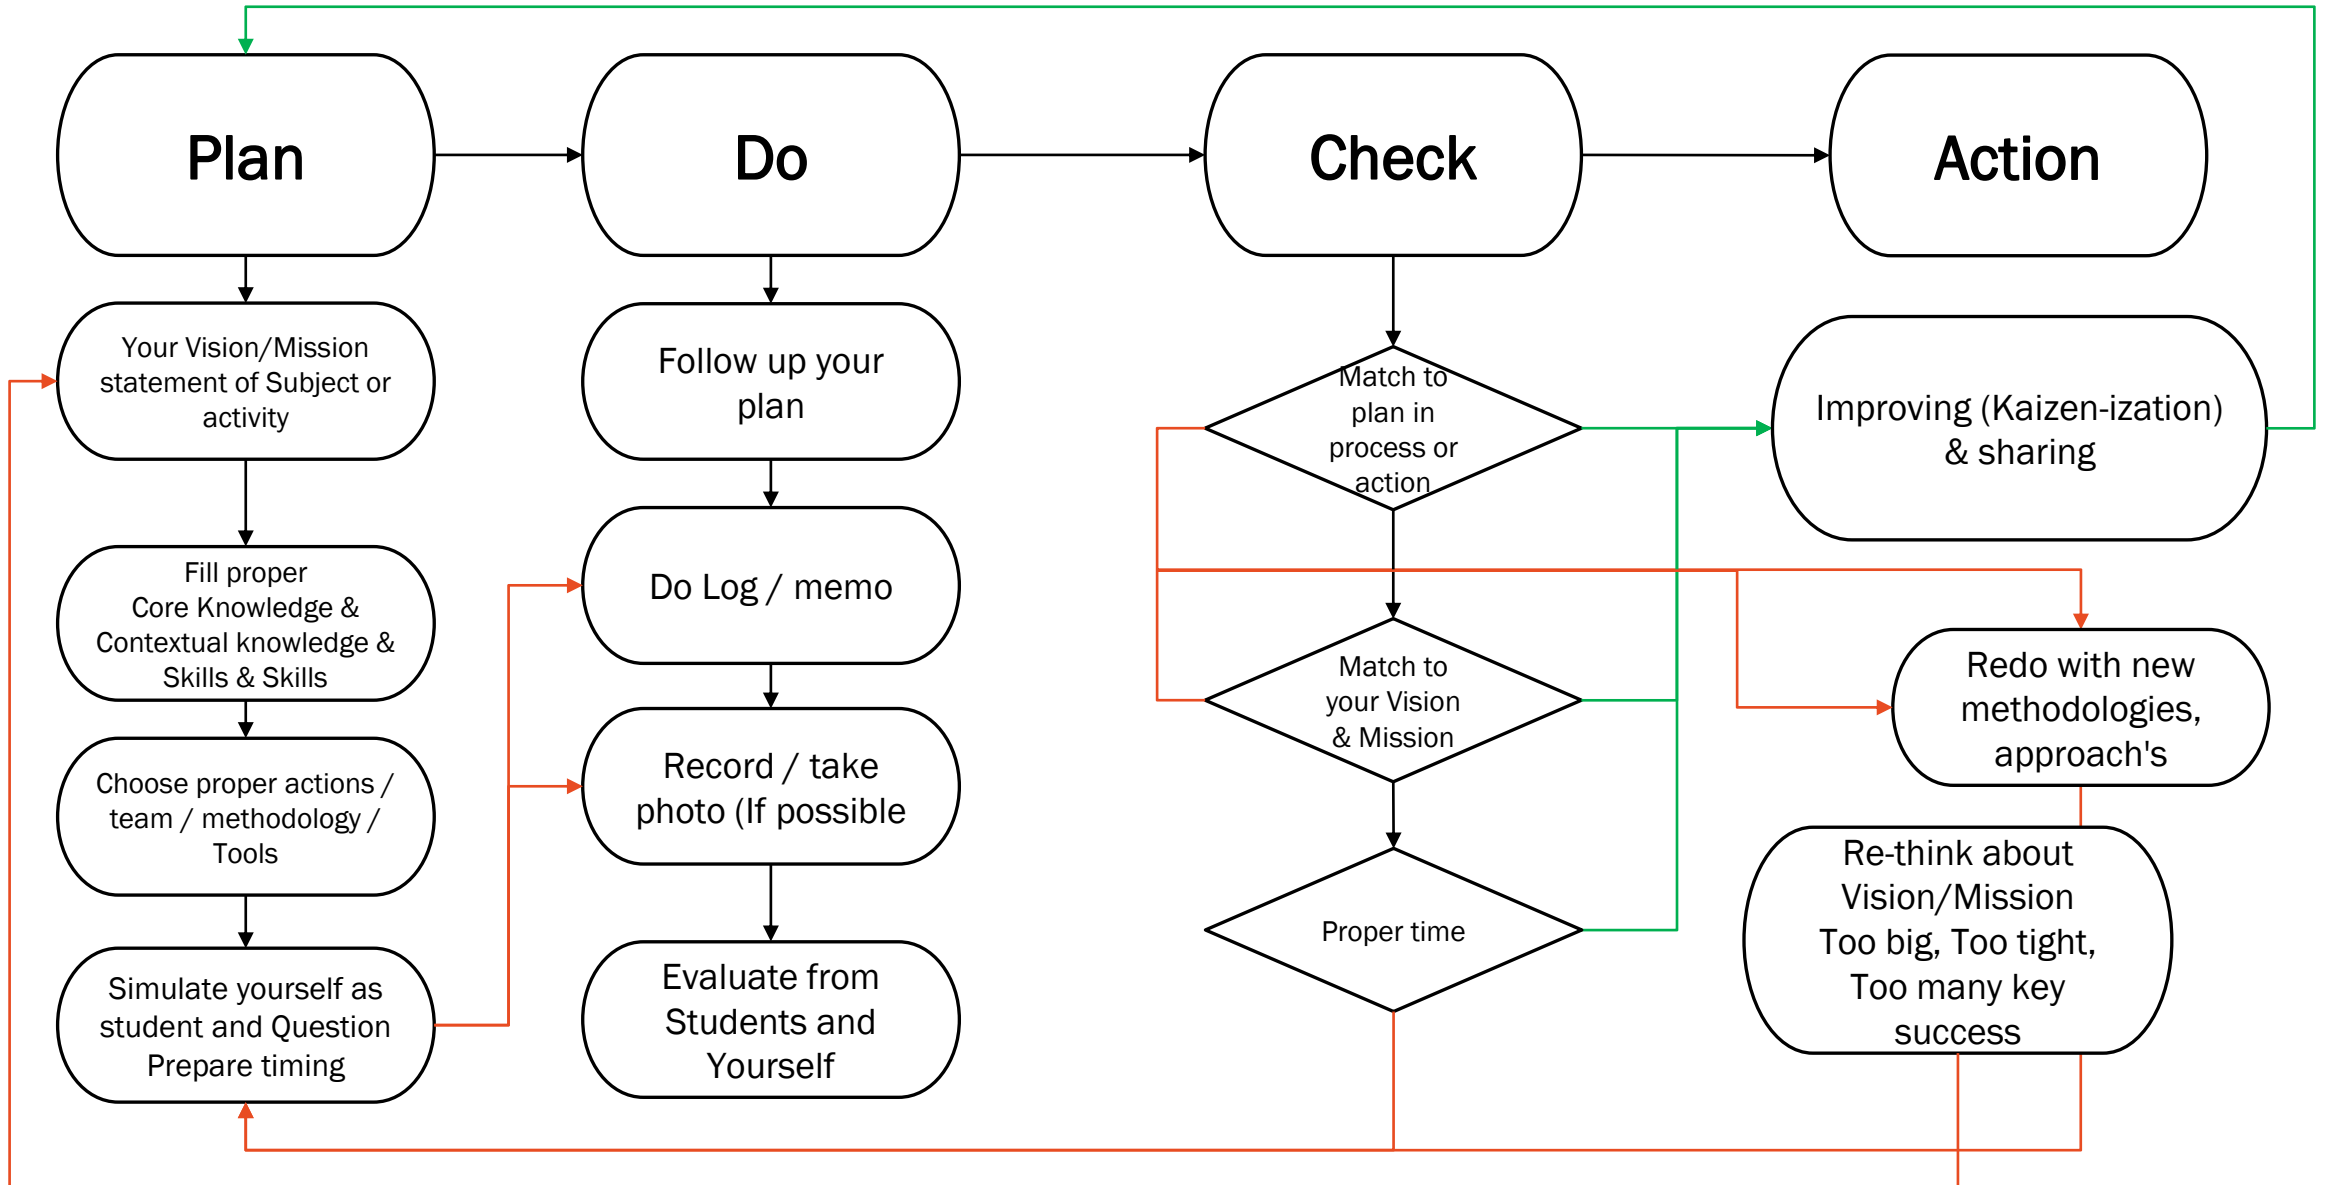 Plan
Do
Check
Action
Your Vision/Mission
statement of Subject or
activity
Fill proper
Core Knowledge &
Contextual knowledge &
Skills & Skills
Choose proper actions /
team / methodology /
Tools
Simulate yourself as
student and Question
Prepare timing
Follow up your
plan
Do Log / memo
Record / take
photo (If possible
Evaluate from
Students and
Yourself
Match to
plan in
process or
action
Match to
your Vision
& Mission
Proper time
Improving (Kaizen-ization)
& sharing
Redo with new
methodologies,
approach's
Re-think about
Vision/Mission
Too big, Too tight,
Too many key
success